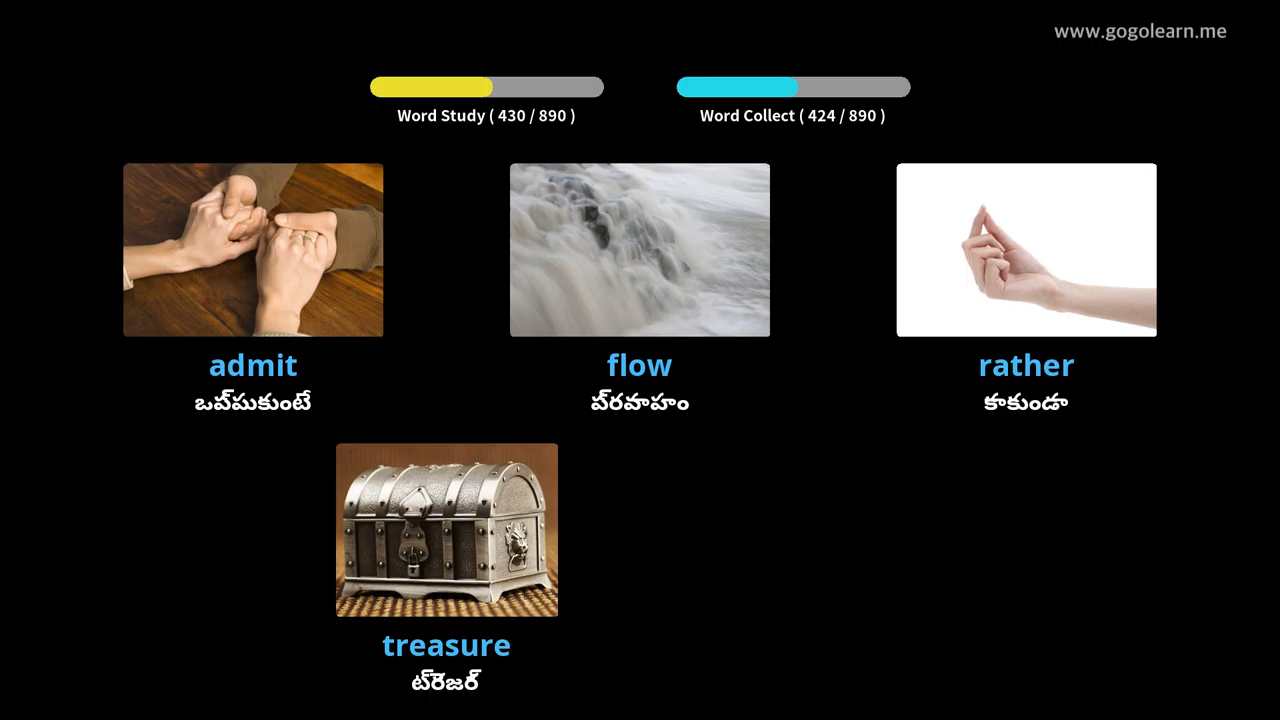 www.gogolearn.me
Word Study ( 430 / 890 )
Word Collect ( 424 / 890 )
admit
ఒప్పుకుంటే
flow
ప్రవాహం
rather
కాకుండా
treasure
ట్రెజర్